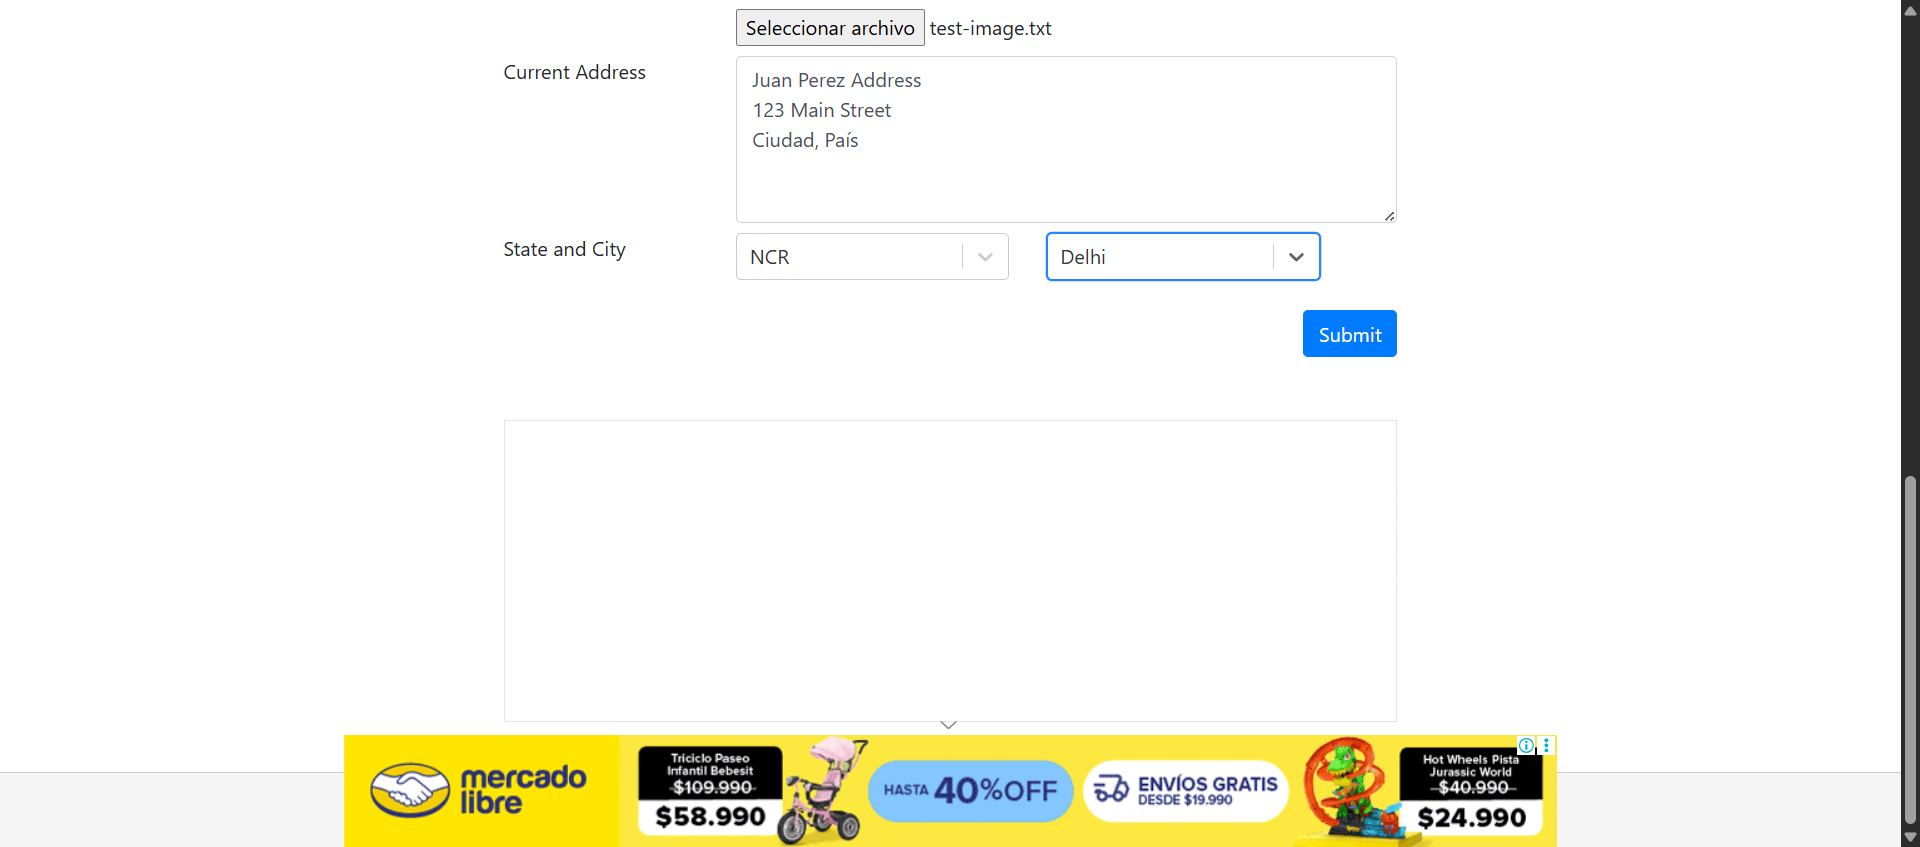 Seleccionar archivo test-image.txt
Current Address
Juan Perez Address
123 Main Street
Ciudad, País
State and City
NCR
Delhi
Submit
mercado
libre
Triciclo Paseo
Infantil Bebesit
$109.990
$58.990
HASTA 40%OFF
ENVÍOS GRATIS
DESDE $19.990
Hot Wheels Pista
Jurassic World
$40.990
$24.990